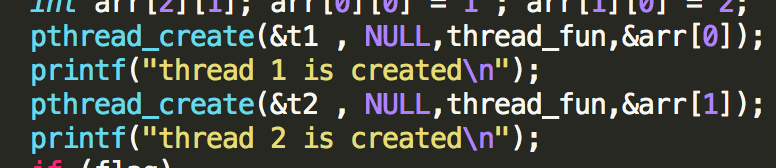 int arr[2][1]; arr[0][0] = 1 ; arr[1][0] = 2;
pthread_create(&t1 , NULL,thread_fun,&arr[0]);
printf("thread 1 is created\n");
pthread_create(&t2 , NULL,thread_fun,&arr[1]);
printf("thread 2 is created\n");
if (flag)